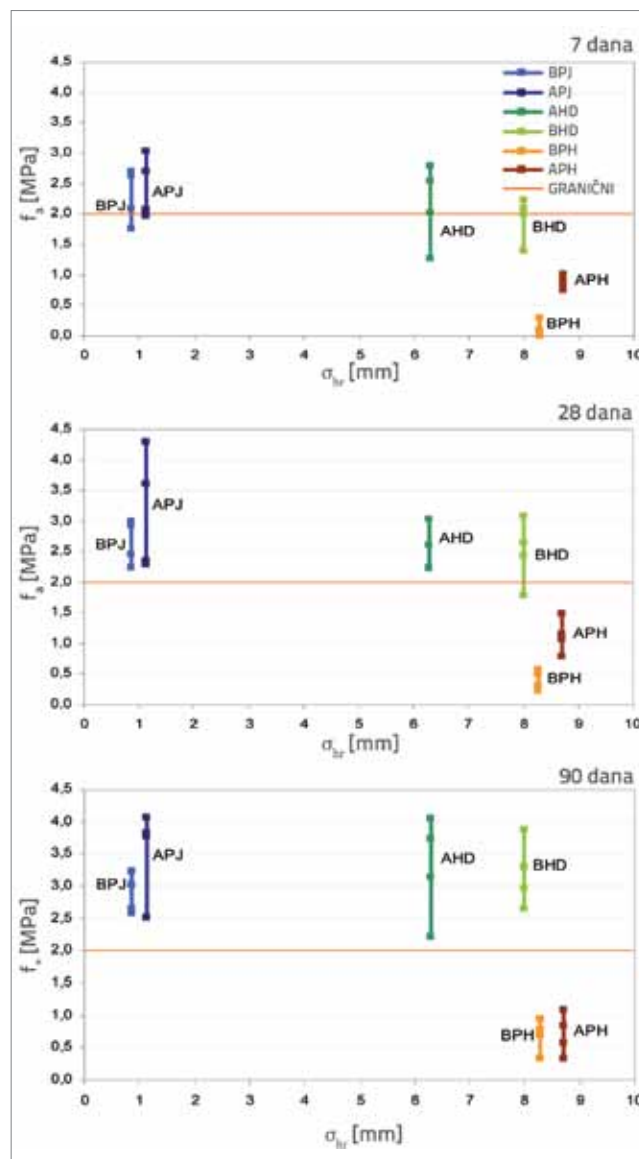 7 dana
4,5
4,0
3,5
3,0
2,5
2,0
1,5
1,0
0,5
0,0
fa [MPa]
BPJ
APJ
AHD
BHD
BPH
APH
GRANIČNI
BPJ
APJ
AHD
BHD
APH
BPH
0 1 2 3 4 5 6 7 8 9 10
σhr [mm]
28 dana
4,5
4,0
3,5
3,0
2,5
2,0
1,5
1,0
0,5
0,0
fa [MPa]
BPJ
APJ
AHD
BHD
APH
BPH
0 1 2 3 4 5 6 7 8 9 10
σhr [mm]
90 dana
4,5
4,0
3,5
3,0
2,5
2,0
1,5
1,0
0,5
0,0
fa [MPa]
BPJ
APJ
AHD
BHD
BPH
APH
0 1 2 3 4 5 6 7 8 9 10
σhr [mm]